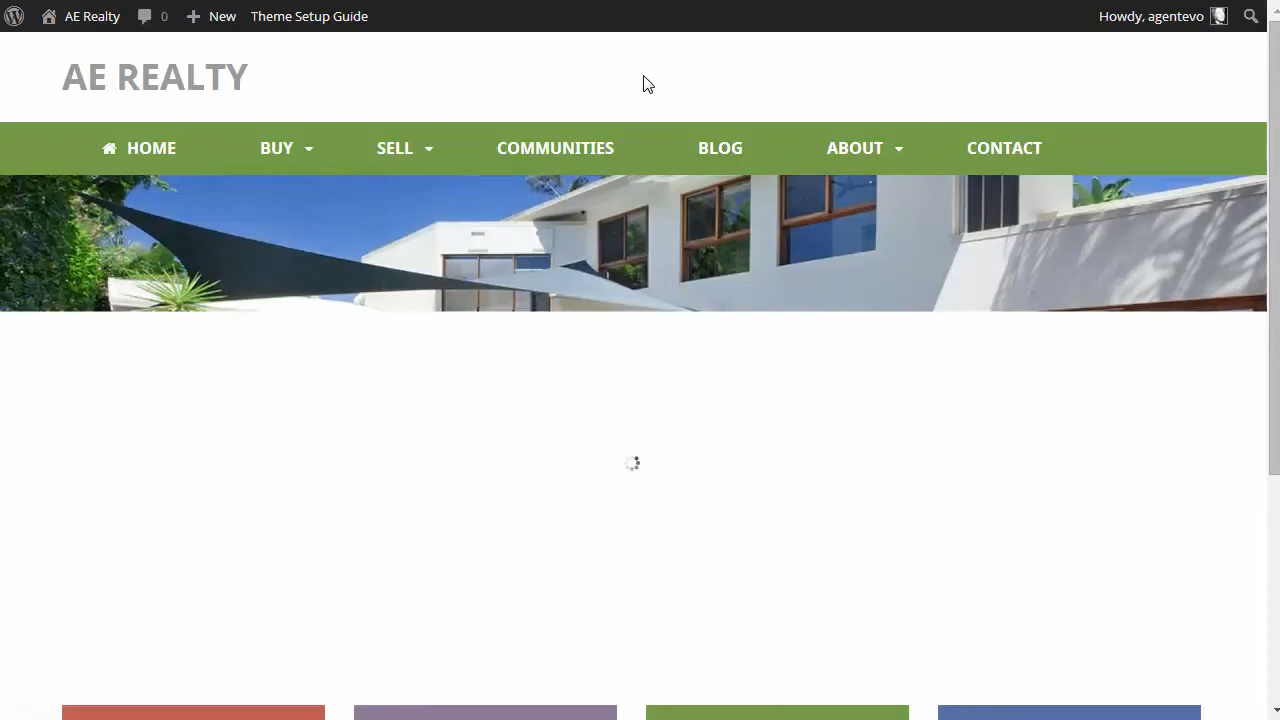 AE Realty 0 New Theme Setup Guide Howdy, agentevo
AE REALTY
HOME BUY SELL COMMUNITIES BLOG ABOUT CONTACT